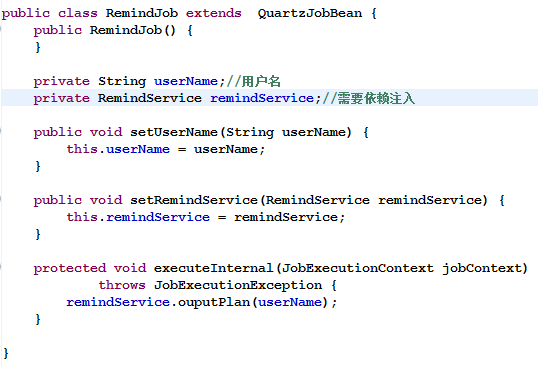 public class RemindJob extends  QuartzJobBean {
    public RemindJob() {
    }

    private String userName;//用户名
    private RemindService remindService;//需要依赖注入

    public void setUserName(String userName) {
        this.userName = userName;
    }

    public void setRemindService(RemindService remindService) {
        this.remindService = remindService;
    }

    protected void executeInternal(JobExecutionContext jobContext)
            throws JobExecutionException {
        remindService.ouputPlan(userName);
    }

}